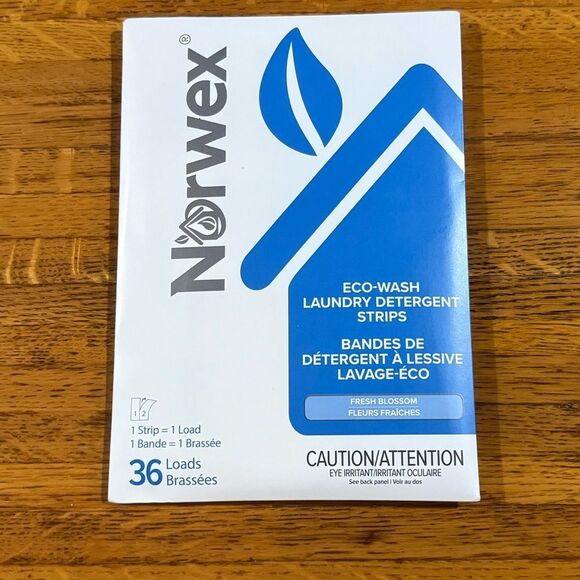 Norwex®
ECO-WASH
LAUNDRY DETERGENT
STRIPS
BANDES DE
DÉTERGENT À LESSIVE
LAVAGE-ÉCO
FRESH BLOSSOM
FLEURS FRAÎCHES
1 2
1 Strip = 1 Load
1 Bande = 1 Brassée
36 Loads
Brassées
CAUTION/ATTENTION
EYE IRRITANT/IRRITANT OCULAIRE
See back panel | Voir au dos